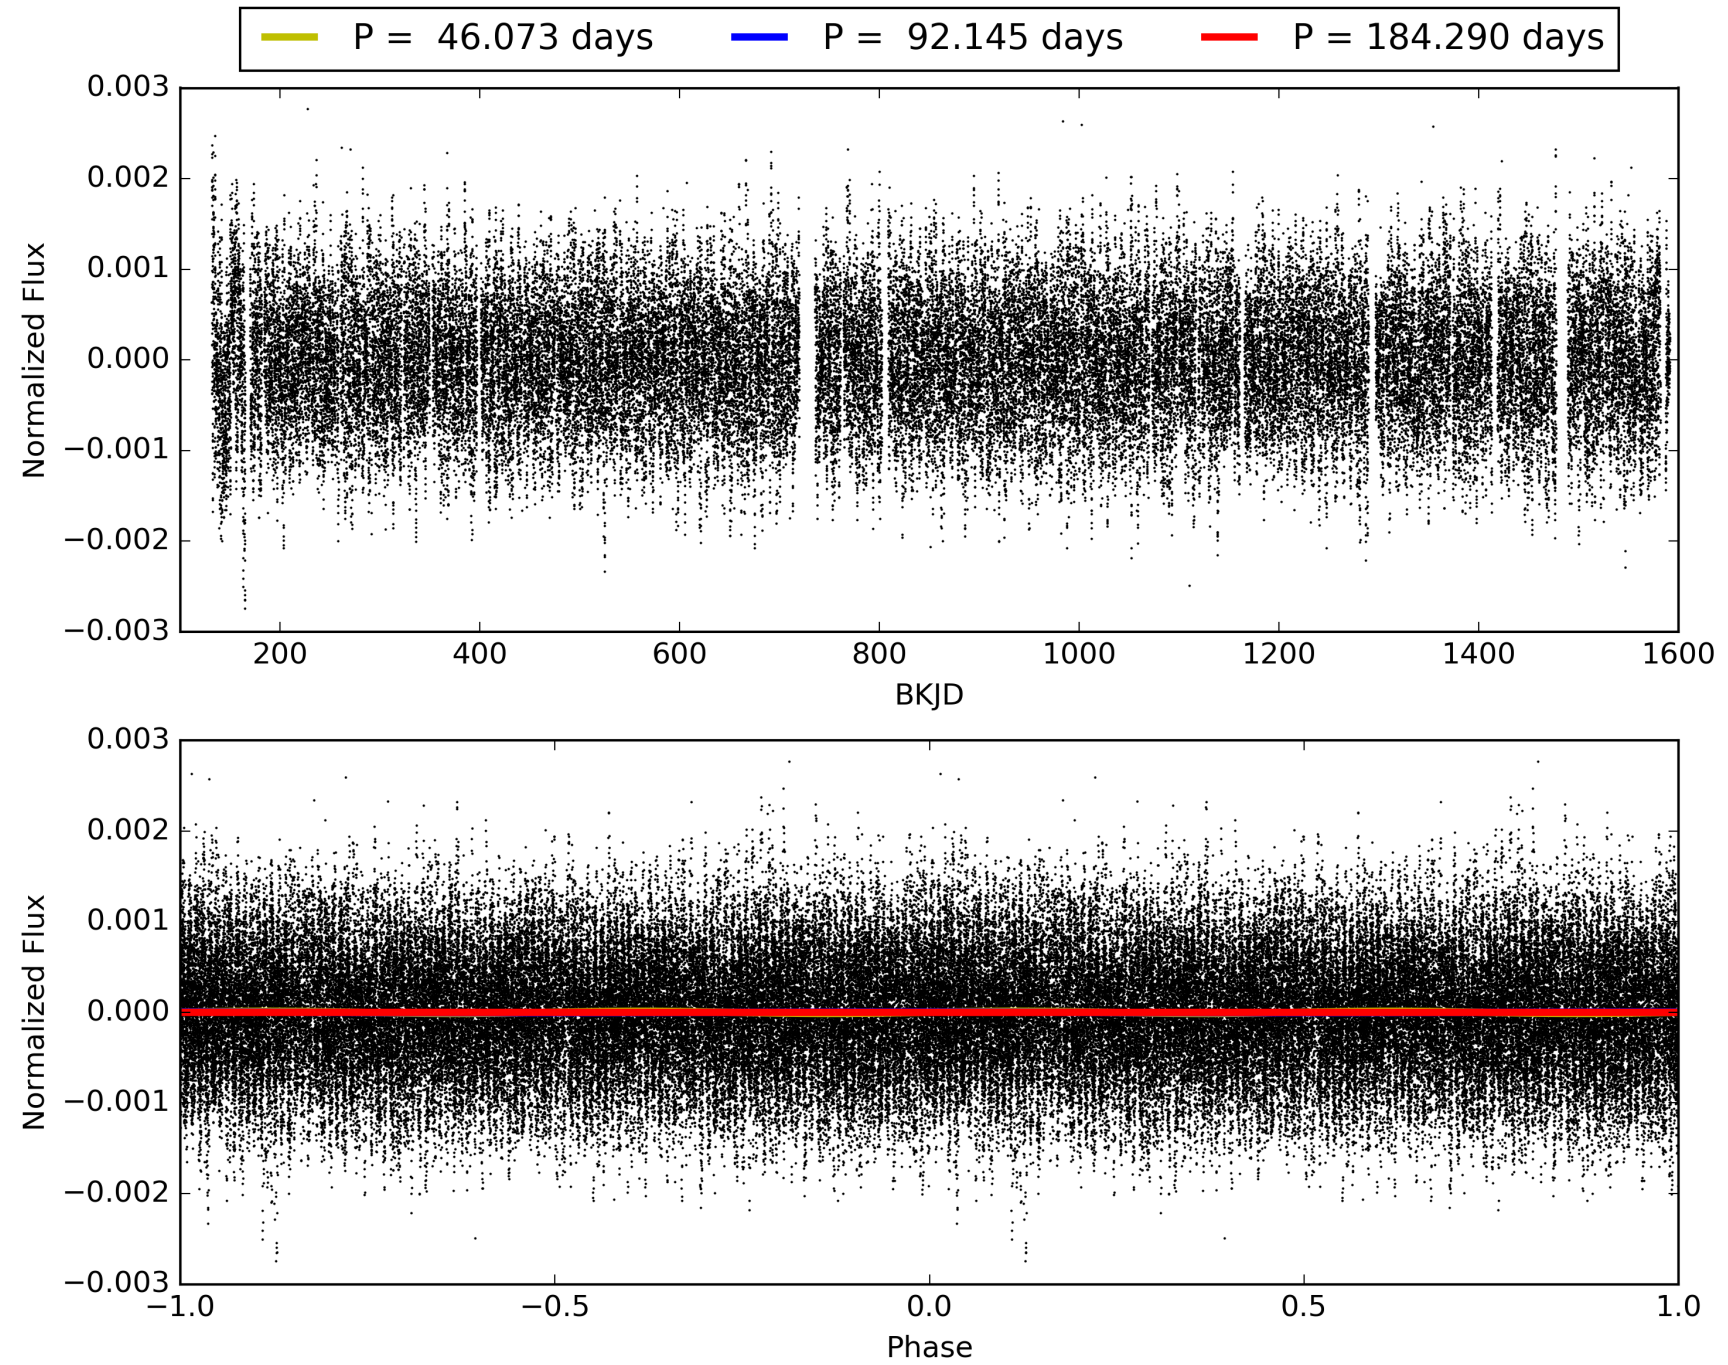 P =  46.073 days P =  92.145 days P = 184.290 days
0.003
0.002
0.001
0.000
−0.001
−0.002
−0.003
Normalized Flux
200 400 600 800 1000 1200 1400 1600
BKJD
0.003
0.002
0.001
0.000
−0.001
−0.002
−0.003
Normalized Flux
−1.0 −0.5 0.0 0.5 1.0
Phase